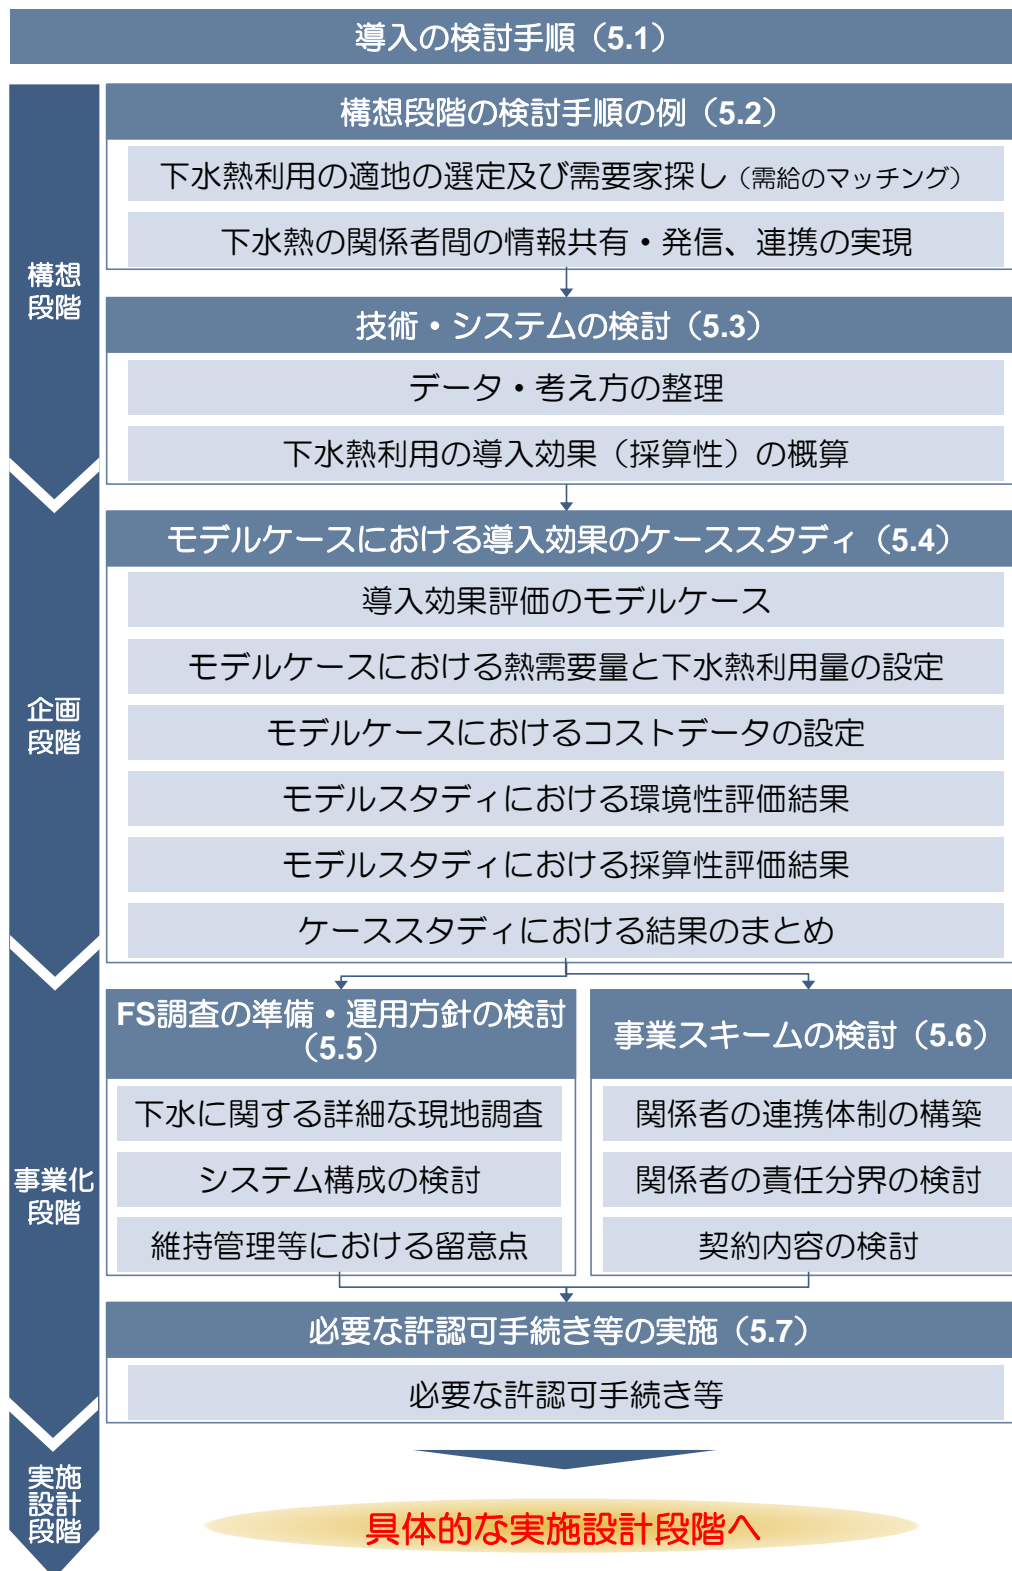 導入の検討手順（5.1）
構想
段階
構想段階の検討手順の例（5.2）
下水熱利用の適地の選定及び需要家探し（需給のマッチング）
下水熱の関係者間の情報共有・発信、連携の実現
技術・システムの検討（5.3）
データ・考え方の整理
下水熱利用の導入効果（採算性）の概算
企画
段階
モデルケースにおける導入効果のケーススタディ（5.4）
導入効果評価のモデルケース
モデルケースにおける熱需要量と下水熱利用量の設定
モデルケースにおけるコストデータの設定
モデルスタディにおける環境性評価結果
モデルスタディにおける採算性評価結果
ケーススタディにおける結果のまとめ
事業化
段階
FS調査の準備・運用方針の検討
（5.5）
下水に関する詳細な現地調査
システム構成の検討
維持管理等における留意点
事業スキームの検討（5.6）
関係者の連携体制の構築
関係者の責任分界の検討
契約内容の検討
必要な許認可手続き等の実施（5.7）
必要な許認可手続き等
実施
設計
段階
具体的な実施設計段階へ